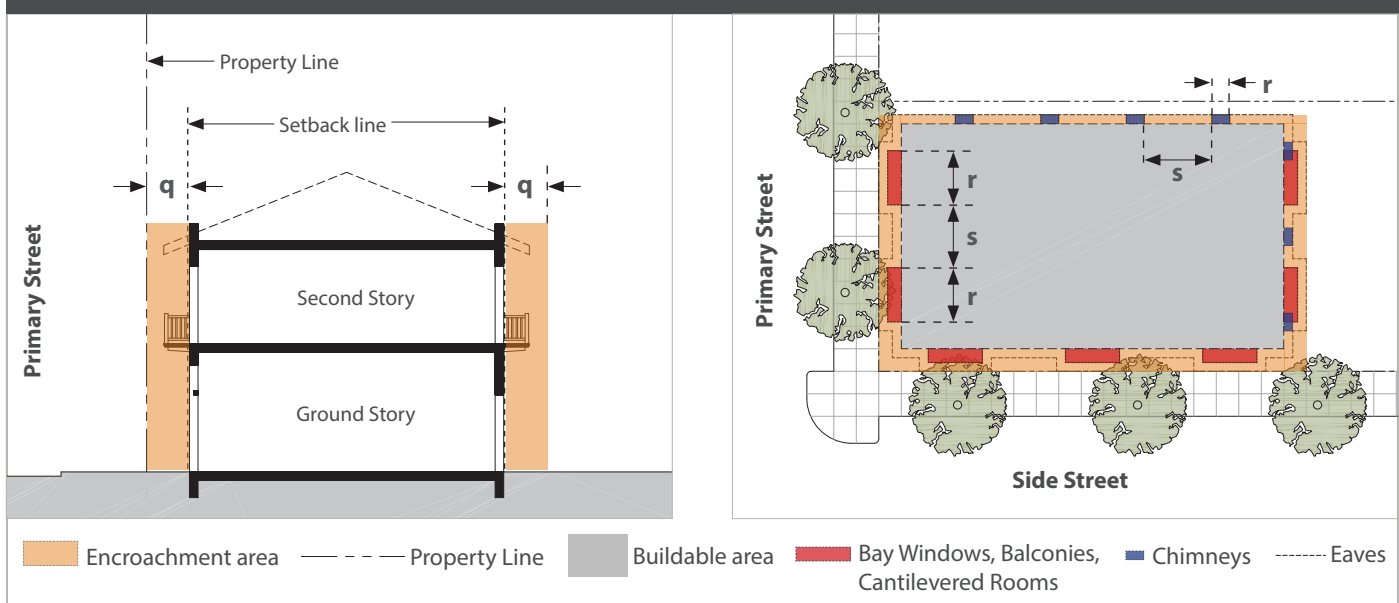 Property Line
Setback line
q
q
Primary Street
Second Story
Ground Story
r
s
r
s
r
Primary Street
Side Street
Encroachment area
Property Line
Buildable area
Bay Windows, Balconies,
Cantilevered Rooms
Chimneys
Eaves